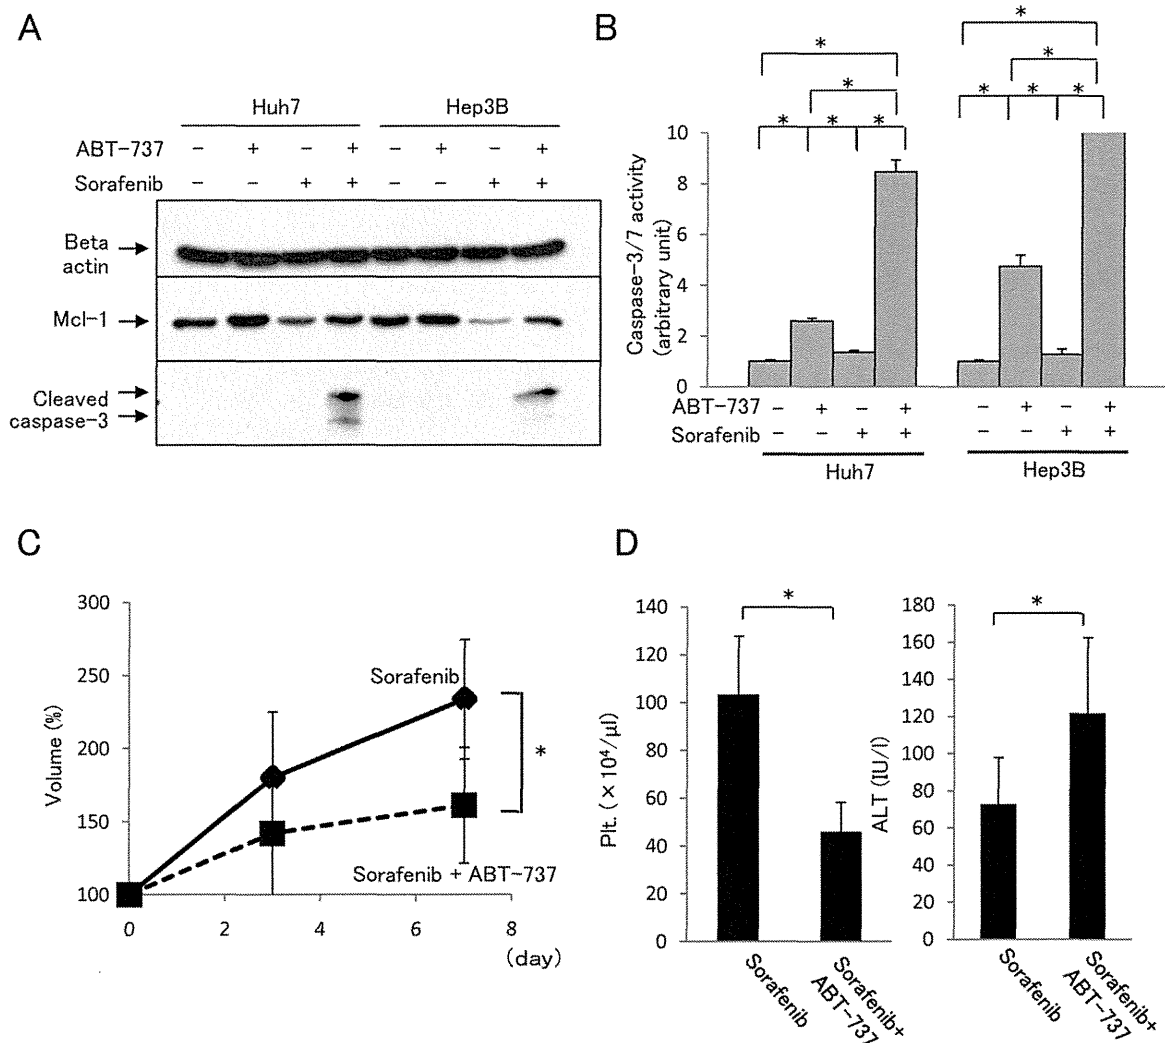 A
Huh7 Hep3B
ABT-737 − + − + − + − +
Sorafenib − − + + − − + +
Beta
actin
Mcl-1
Cleaved
caspase-3
B
* *
* *
* * * * * *
Caspase-3/7 activity
(arbitrary unit)
10
8
6
4
2
0
ABT-737 − + − + − + − +
Sorafenib − − + + − − + +
Huh7 Hep3B
C
Volume (%)
300
250
200
150
100
Sorafenib
*
Sorafenib + ABT-737
0 2 4 6 8
(day)
D
Plt. (×10⁴/μl)
140
120
100
80
60
40
20
0
*
Sorafenib
Sorafenib+
ABT-737
ALT (IU/l)
180
160
140
120
100
80
60
40
20
0
*
Sorafenib
Sorafenib+
ABT-737